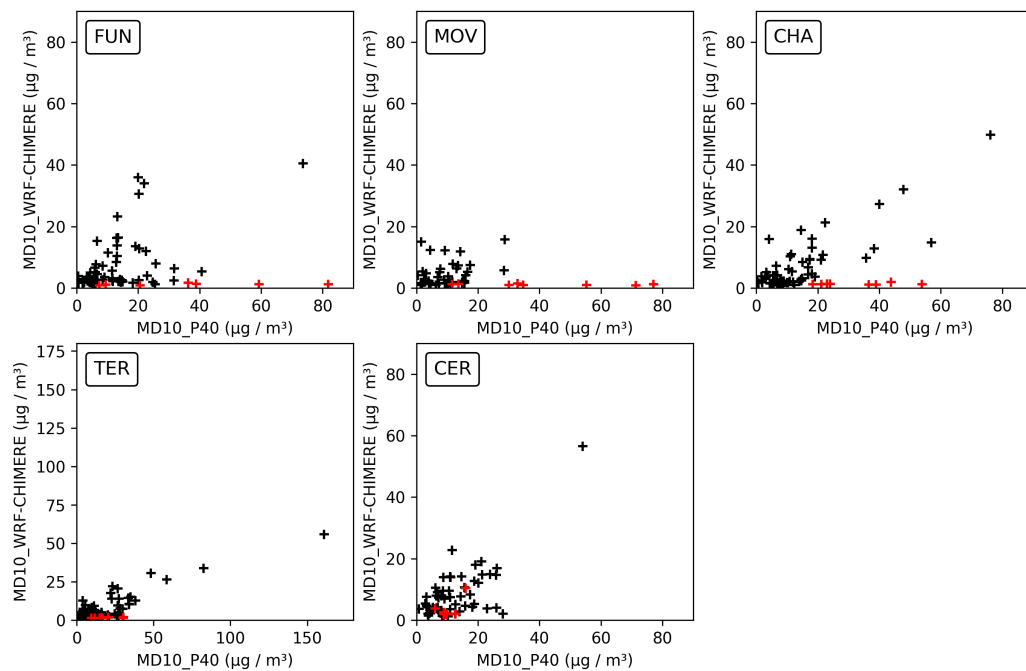 FUN
MD10_WRF-CHIMERE (µg / m³)
80
60
40
20
0
0 20 40 60 80
MD10_P40 (µg / m³)
MOV
MD10_WRF-CHIMERE (µg / m³)
80
60
40
20
0
0 20 40 60 80
MD10_P40 (µg / m³)
CHA
MD10_WRF-CHIMERE (µg / m³)
80
60
40
20
0
0 20 40 60 80
MD10_P40 (µg / m³)
TER
MD10_WRF-CHIMERE (µg / m³)
175
150
125
100
75
50
25
0
0 50 100 150
MD10_P40 (µg / m³)
CER
MD10_WRF-CHIMERE (µg / m³)
80
60
40
20
0
0 20 40 60 80
MD10_P40 (µg / m³)